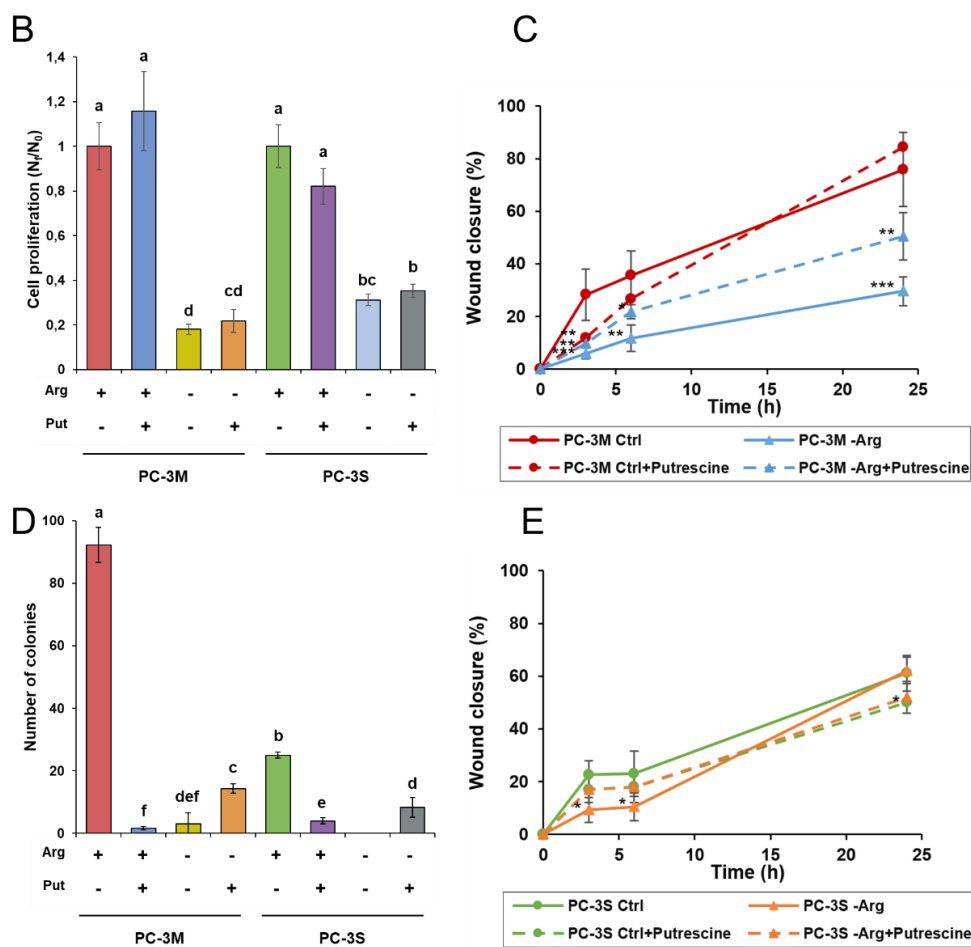 B
1,4
1,2
1
0,8
0,6
0,4
0,2
0
Cell proliferation (Nf/N0)
a
a
d
cd
a
a
bc
b
Arg + + - - + + - -
Put - + - + - + - +
PC-3M PC-3S
C
100
80
60
40
20
0
Wound closure (%)
**
**
***
*
**
**
***
0 5 10 15 20 25
Time (h)
PC-3M Ctrl PC-3M -Arg
PC-3M Ctrl+Putrescine PC-3M -Arg+Putrescine
D
100
80
60
40
20
0
Number of colonies
a
f
def
c
b
e
d
Arg + + - - + + - -
Put - + - + - + - +
PC-3M PC-3S
E
100
80
60
40
20
0
Wound closure (%)
*
*
*
0 5 10 15 20 25
Time (h)
PC-3S Ctrl PC-3S -Arg
PC-3S Ctrl+Putrescine PC-3S -Arg+Putrescine